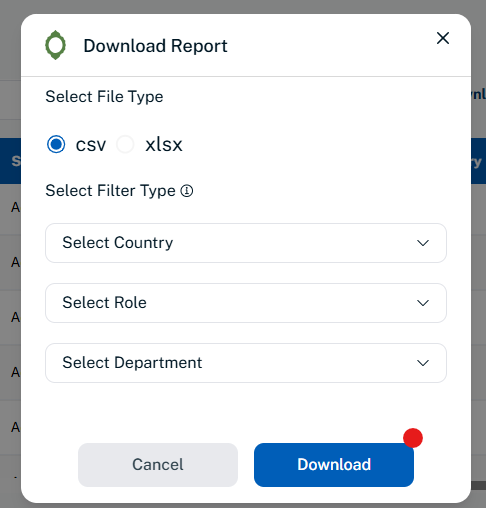 Download Report
Select File Type
csv xlsx
Select Filter Type
Select Country
Select Role
Select Department
Cancel Download